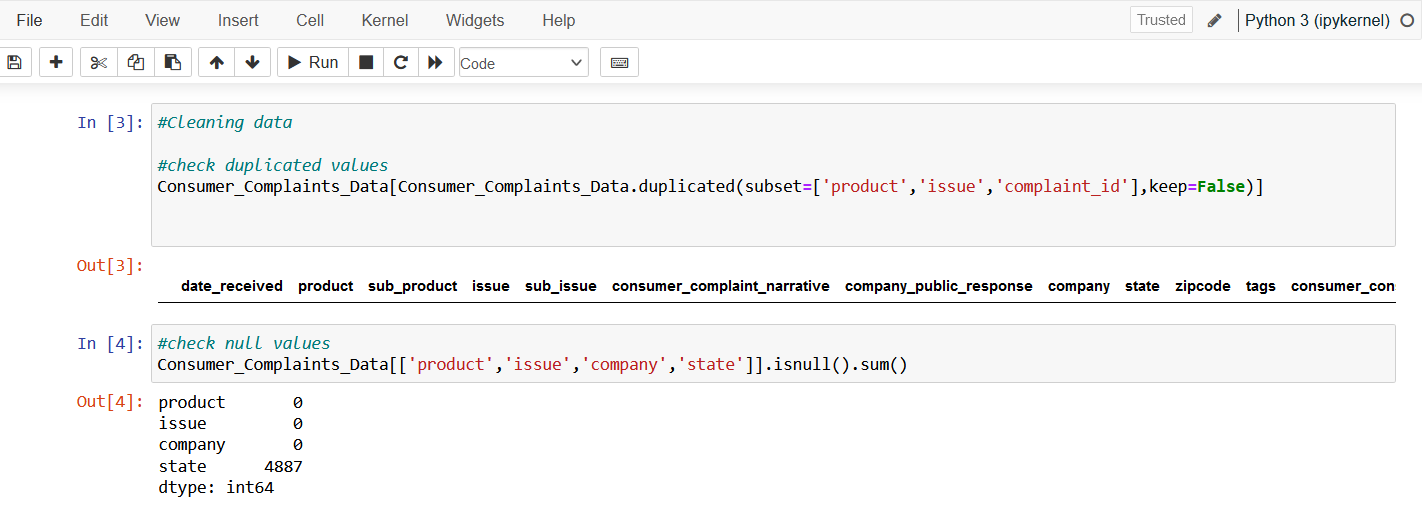 File Edit View Insert Cell Kernel Widgets Help Trusted Python 3 (ipykernel)
Run Code
In [3]: #Cleaning data
#check duplicated values
Consumer_Complaints_Data[Consumer_Complaints_Data.duplicated(subset=['product','issue','complaint_id'],keep=False)]
Out[3]:
date_received product sub_product issue sub_issue consumer_complaint_narrative company_public_response company state zipcode tags consumer_con
In [4]: #check null values
Consumer_Complaints_Data[['product','issue','company','state']].isnull().sum()
Out[4]: product 0
issue 0
company 0
state 4887
dtype: int64